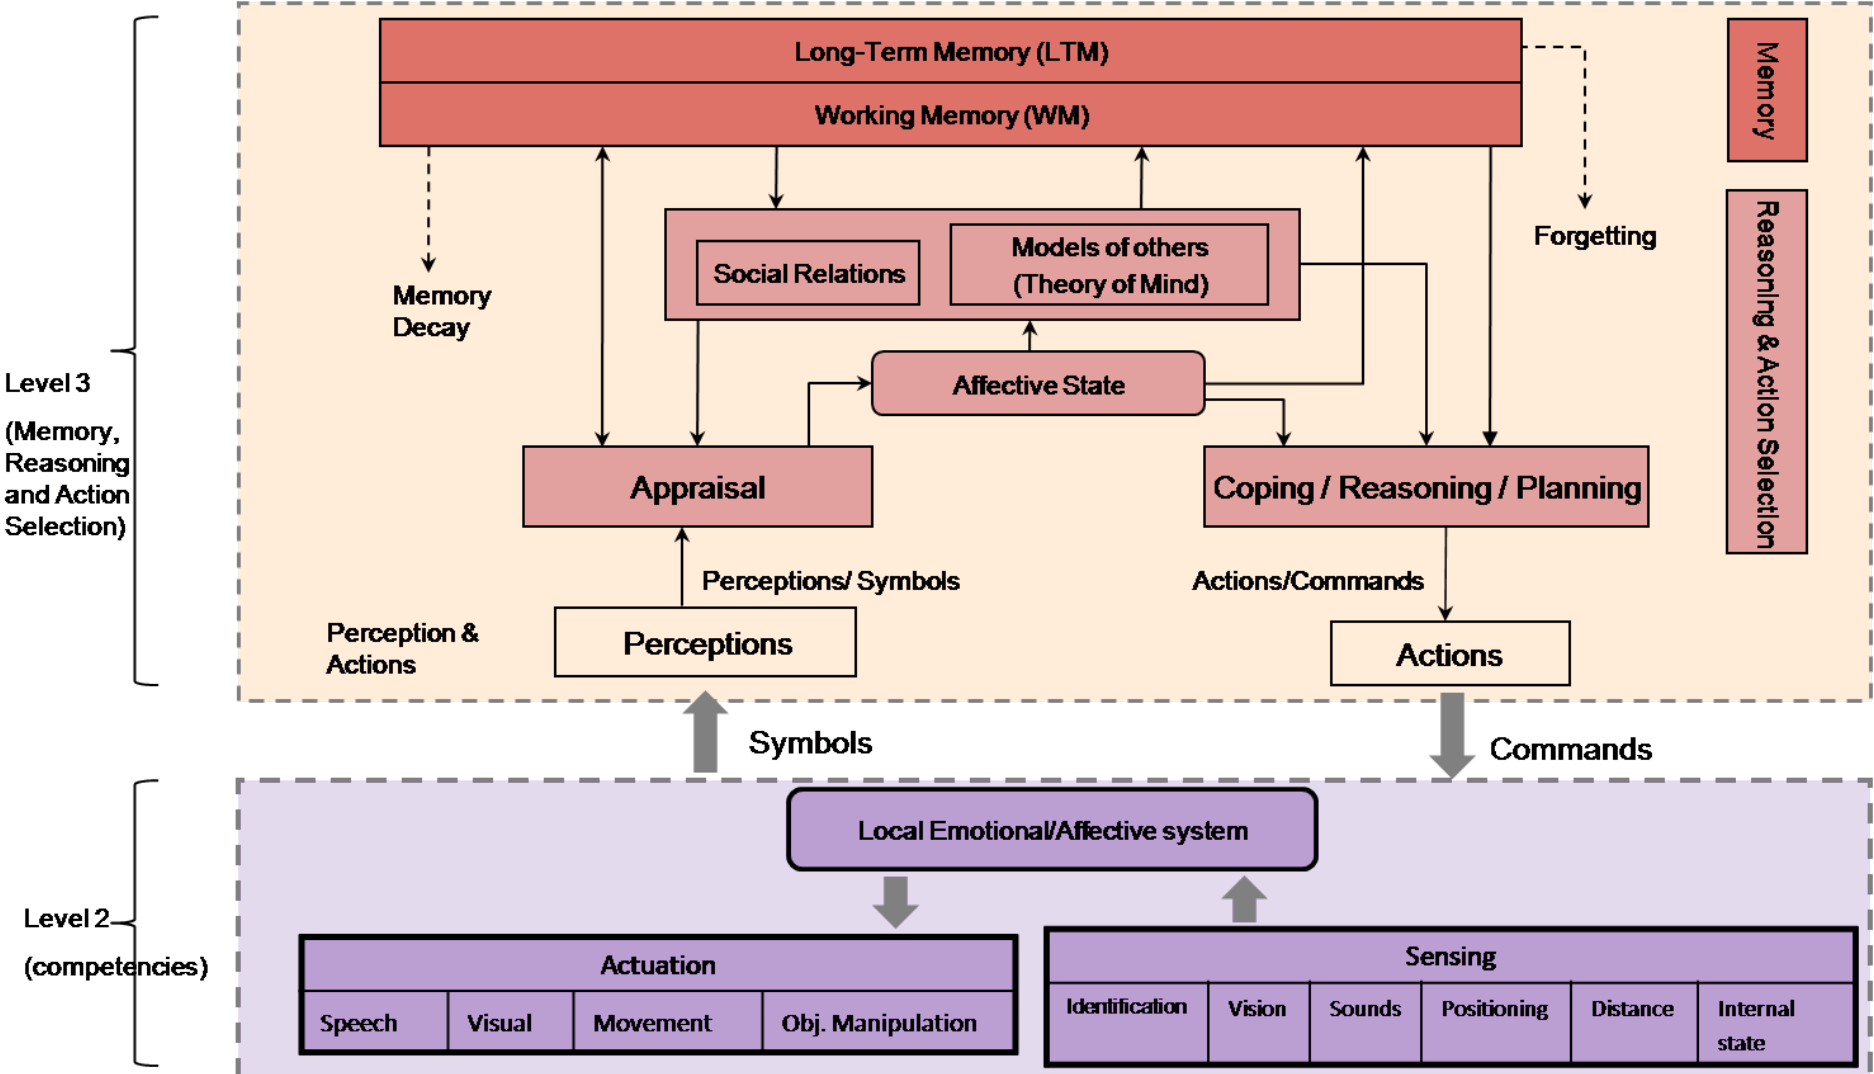 Long-Term Memory (LTM)
Working Memory (WM)
Memory
Reasoning & Action Selection
Forgetting
Social Relations
Models of others
(Theory of Mind)
Memory
Decay
Affective State
Level 3
(Memory,
Reasoning
and Action
Selection)
Appraisal
Coping / Reasoning / Planning
Perceptions/ Symbols
Actions/Commands
Perception &
Actions
Perceptions
Actions
Symbols
Commands
Local Emotional/Affective system
Level 2
(competencies)
Actuation
Speech
Visual
Movement
Obj. Manipulation
Sensing
Identification
Vision
Sounds
Positioning
Distance
Internal
state